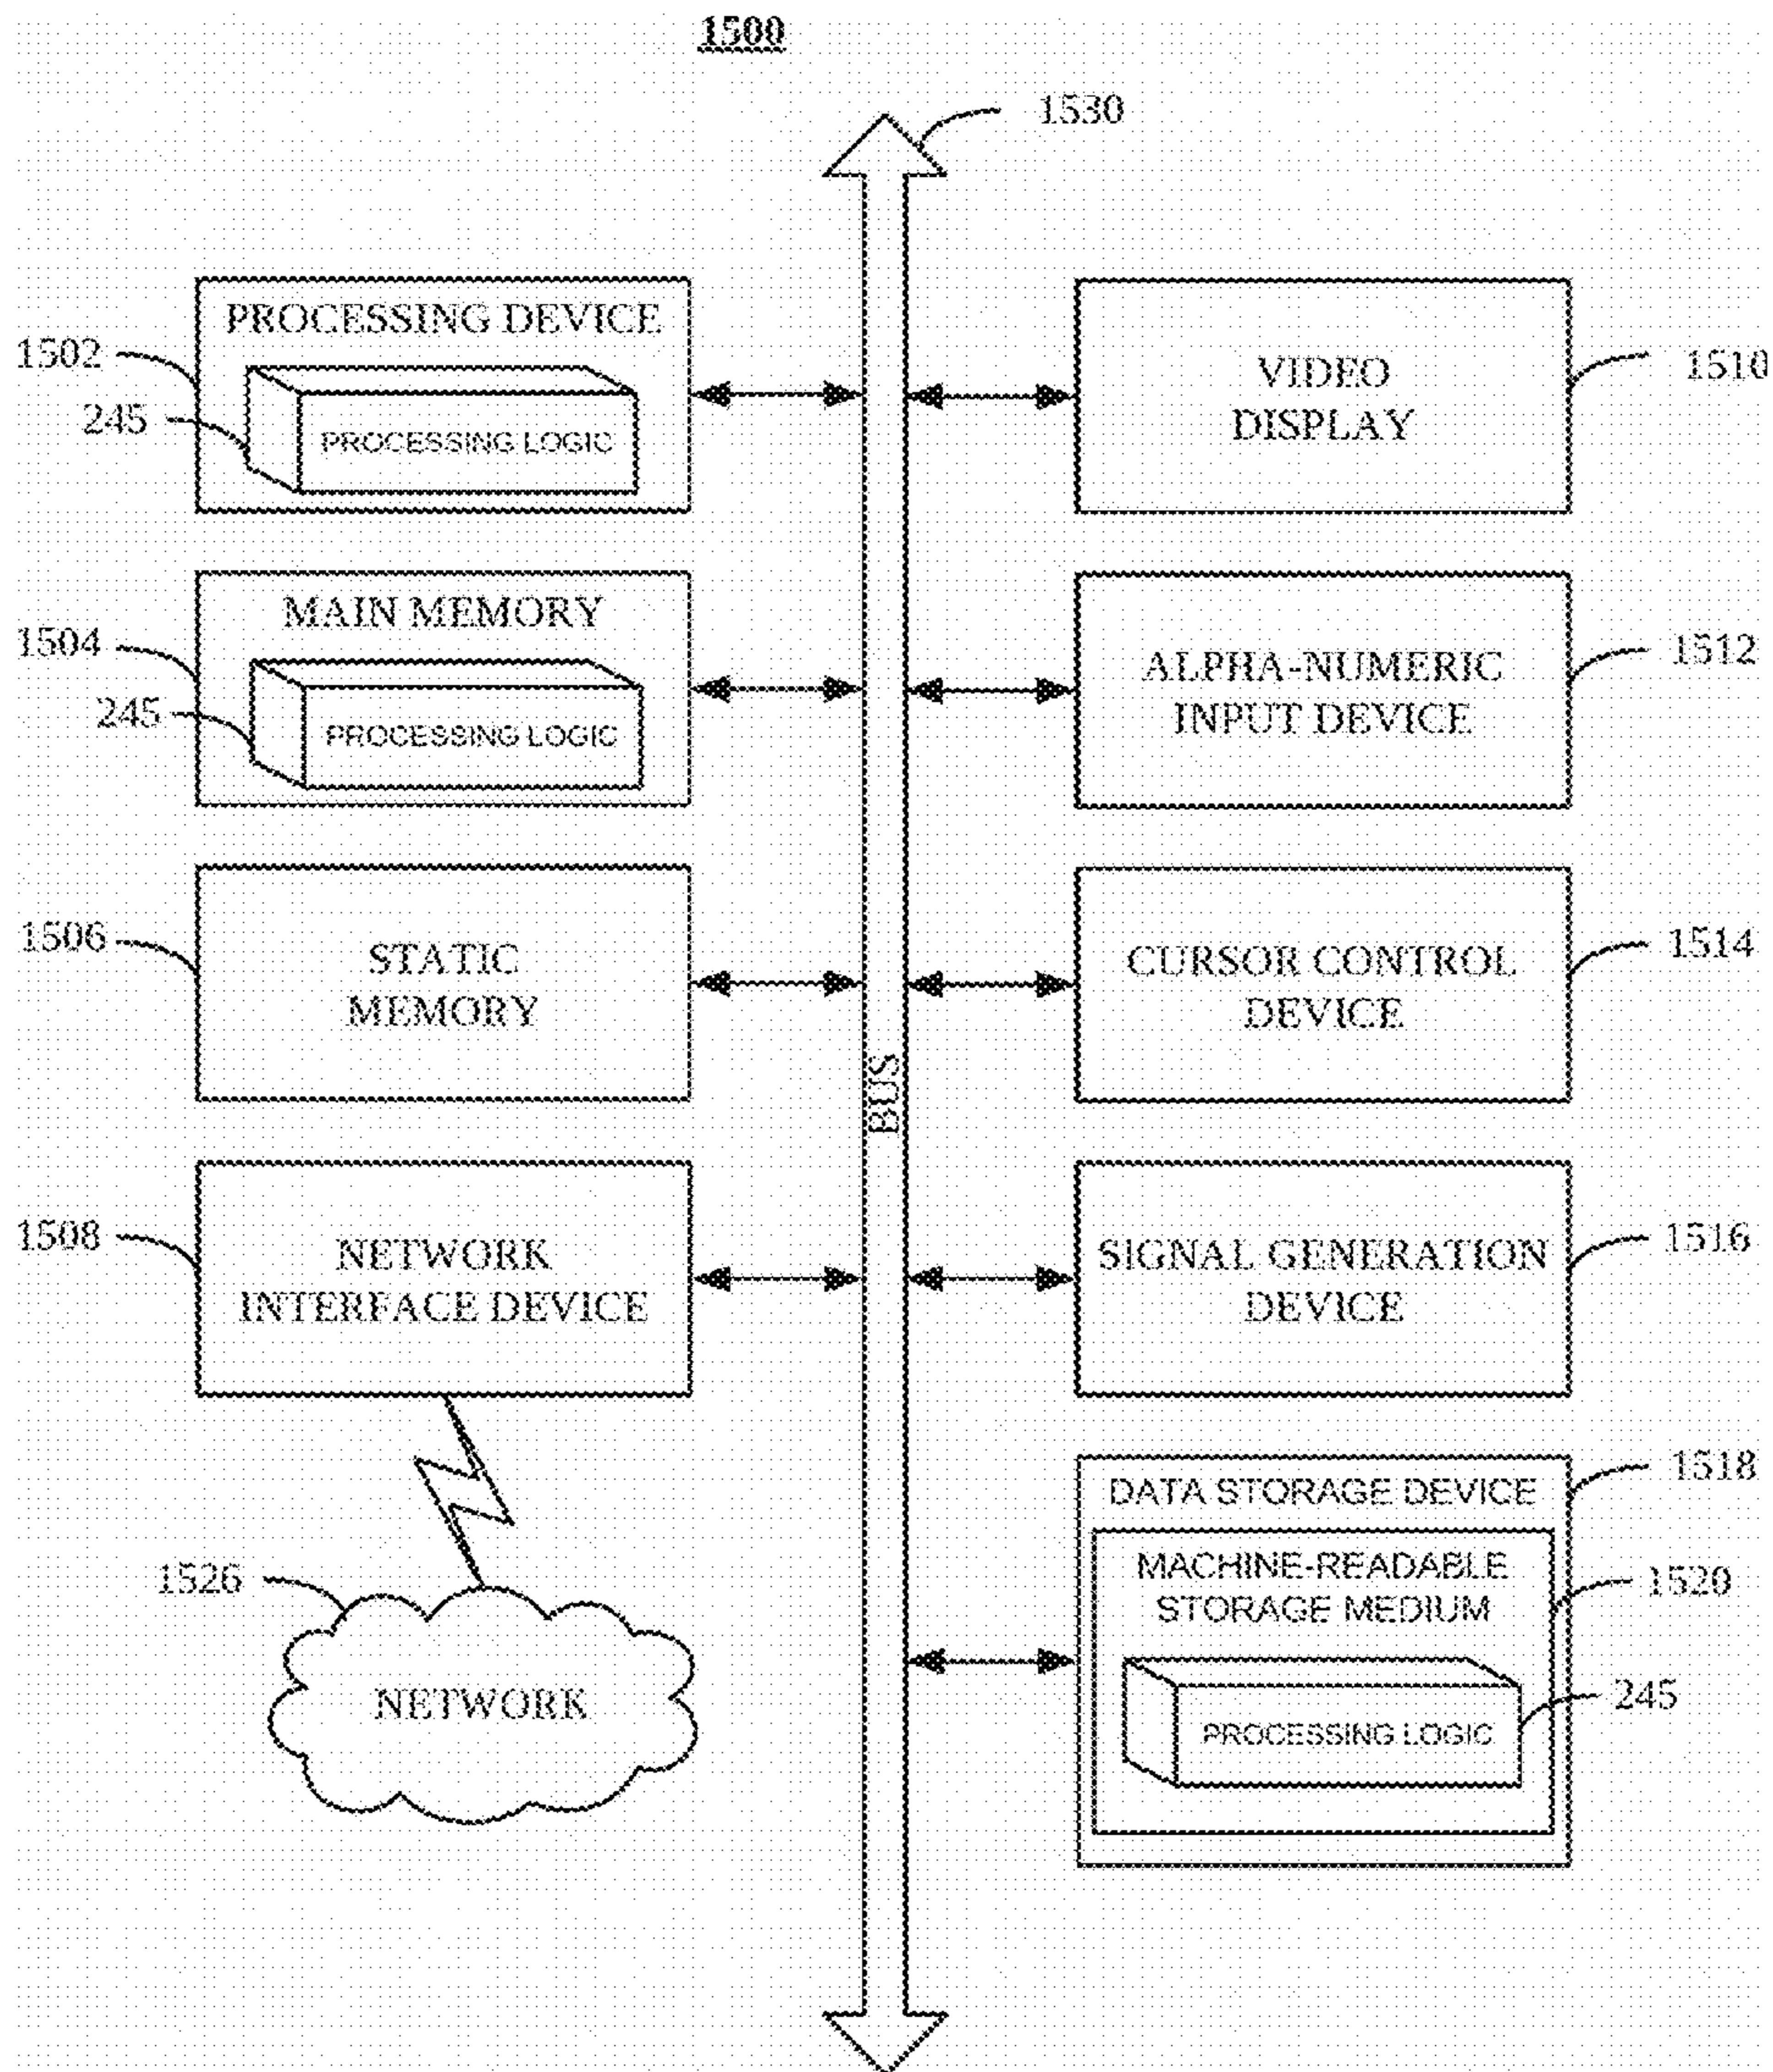 1500
1530
PROCESSING DEVICE
1502
245
PROCESSING LOGIC
VIDEO
DISPLAY
1510
MAIN MEMORY
1504
245
PROCESSING LOGIC
ALPHA-NUMERIC
INPUT DEVICE
1512
1506
STATIC
MEMORY
CURSOR CONTROL
DEVICE
1514
BUS
1508
NETWORK
INTERFACE DEVICE
SIGNAL GENERATION
DEVICE
1516
1526
NETWORK
DATA STORAGE DEVICE
1518
MACHINE-READABLE
STORAGE MEDIUM
1520
PROCESSING LOGIC
245